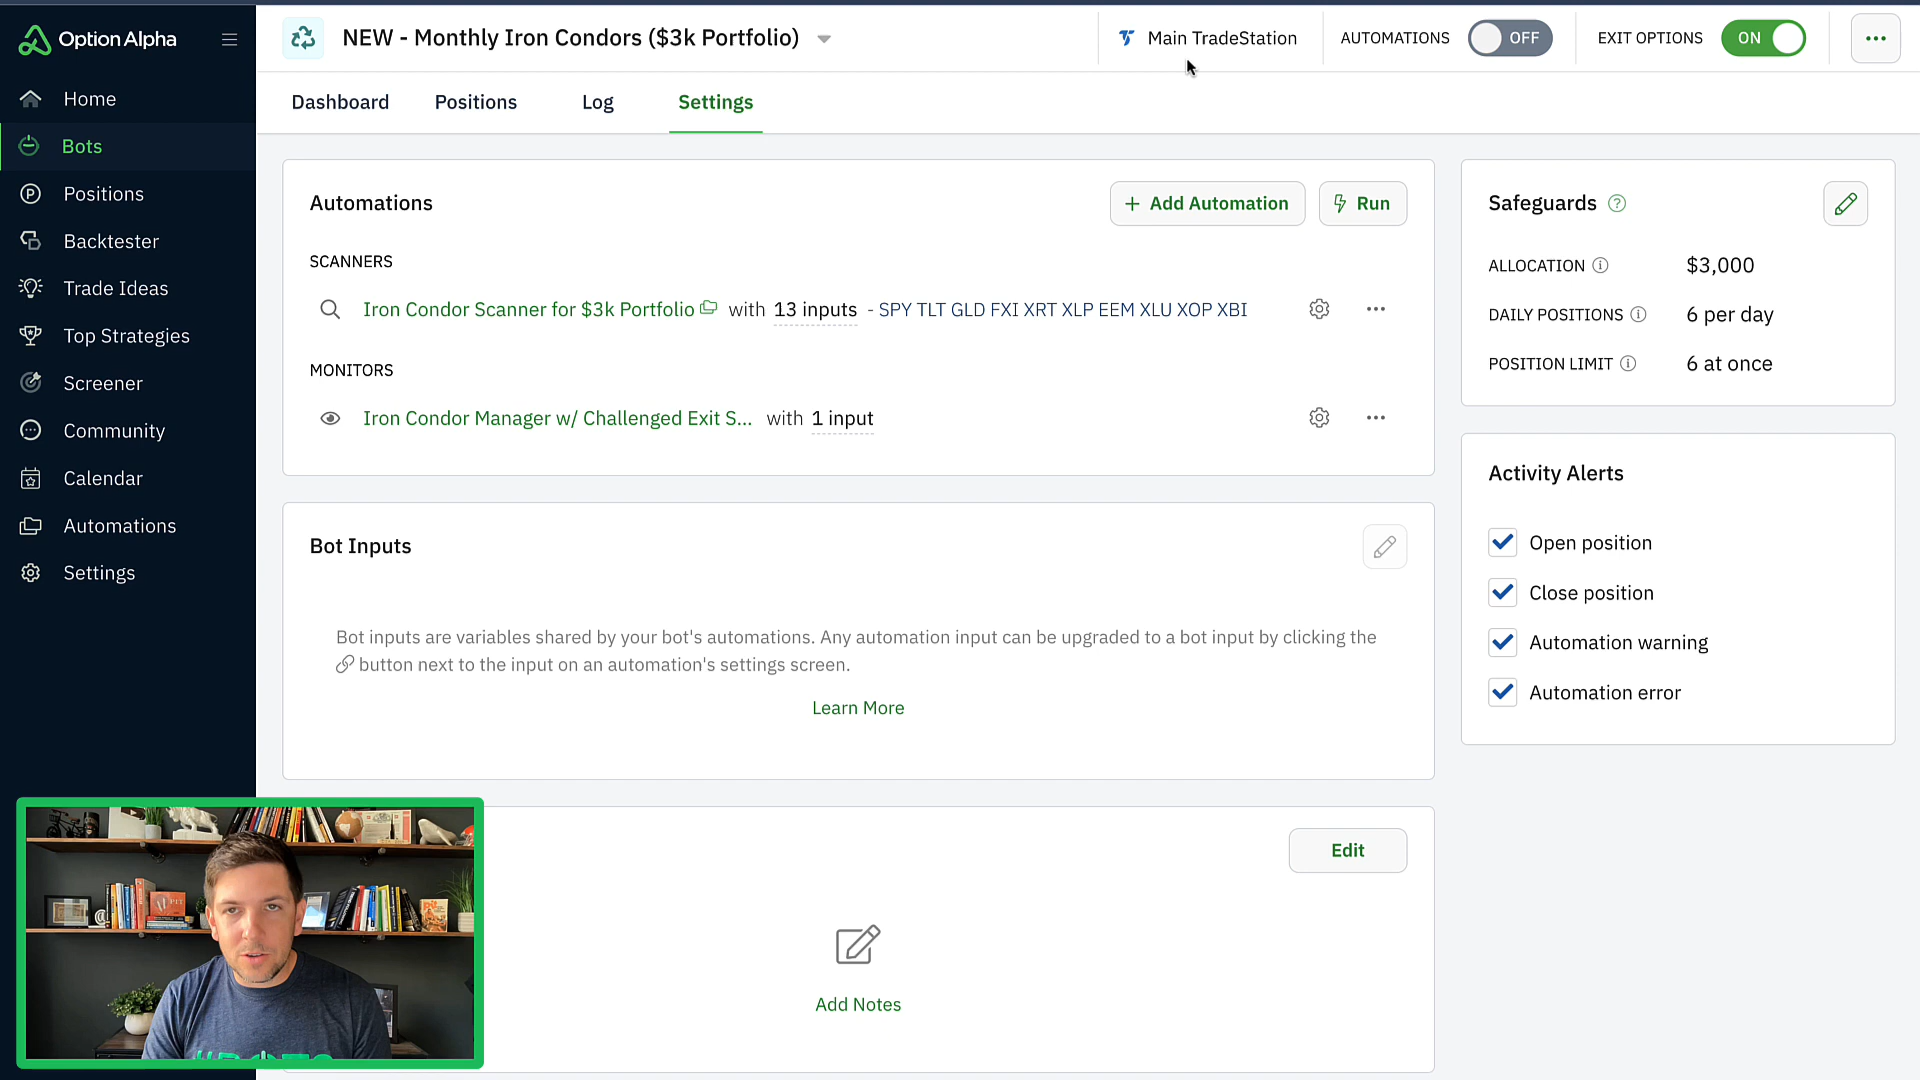 Option Alpha
Home
Bots
Positions
Backtester
Trade Ideas
Top Strategies
Screener
Community
Calendar
Automations
Settings
NEW - Monthly Iron Condors ($3k Portfolio)
Main TradeStation
AUTOMATIONS OFF
EXIT OPTIONS ON
Dashboard Positions Log Settings
Automations
+ Add Automation
Run
SCANNERS
Iron Condor Scanner for $3k Portfolio with 13 inputs - SPY TLT GLD FXI XRT XLP EEM XLU XOP XBI
MONITORS
Iron Condor Manager w/ Challenged Exit S... with 1 input
Bot Inputs
Bot inputs are variables shared by your bot's automations. Any automation input can be upgraded to a bot input by clicking the
button next to the input on an automation's settings screen.
Learn More
Edit
Add Notes
Safeguards
ALLOCATION $3,000
DAILY POSITIONS 6 per day
POSITION LIMIT 6 at once
Activity Alerts
Open position
Close position
Automation warning
Automation error